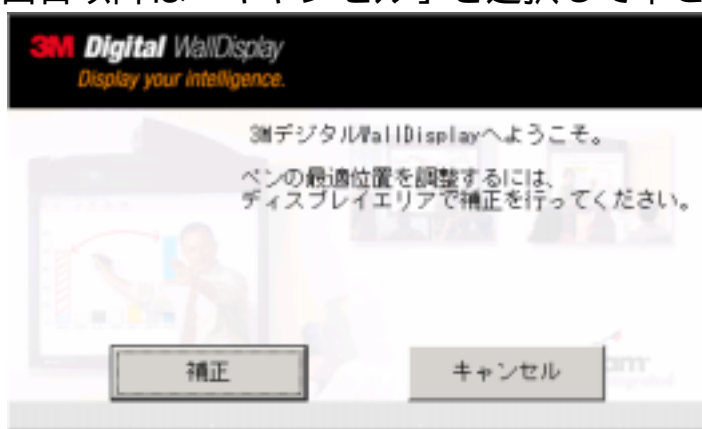 3M Digital WallDisplay
Display your intelligence.
3MデジタルWallDisplayへようこそ。
ペンの最適位置を調整するには、
ディスプレイエリアで補正を行ってください。
補正 キャンセル